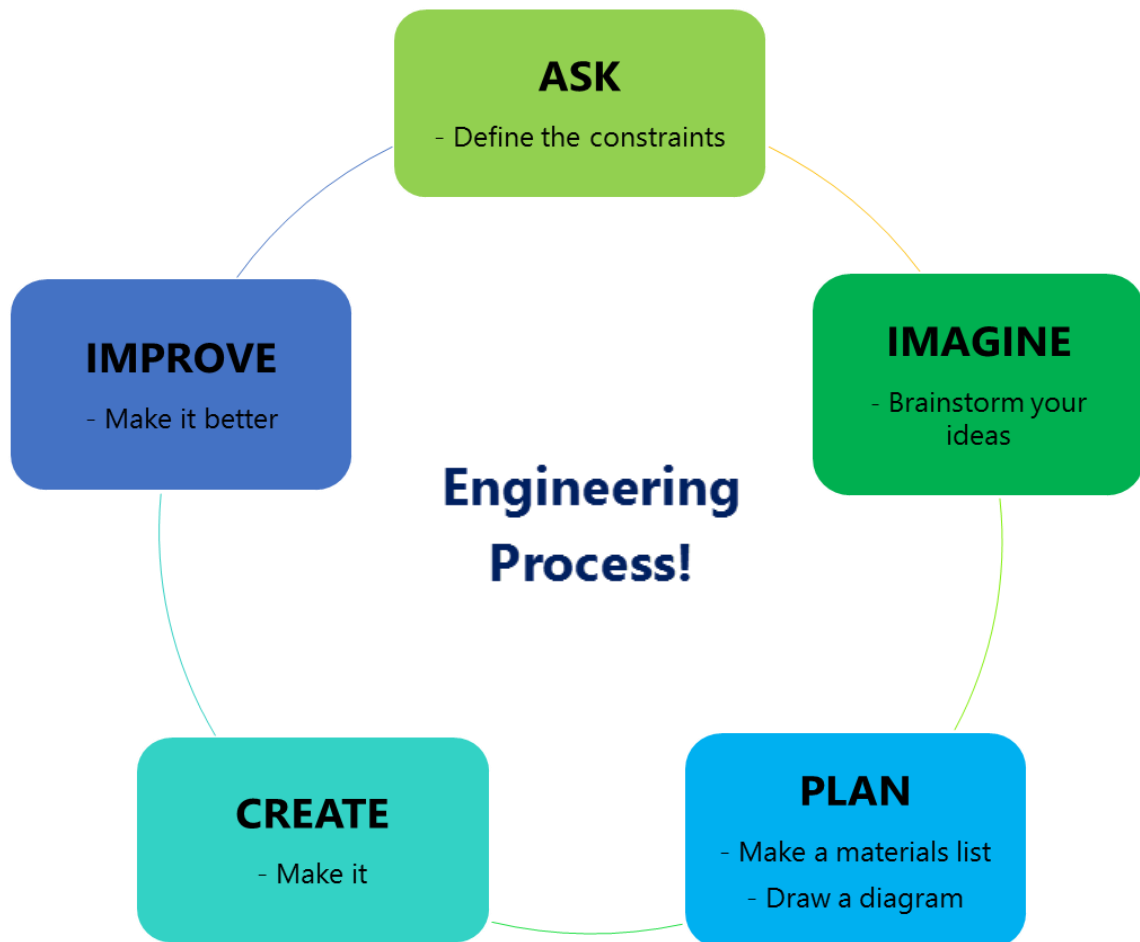 ASK
- Define the constraints
IMAGINE
- Brainstorm your
ideas
PLAN
- Make a materials list
- Draw a diagram
CREATE
- Make it
IMPROVE
- Make it better
Engineering
Process!